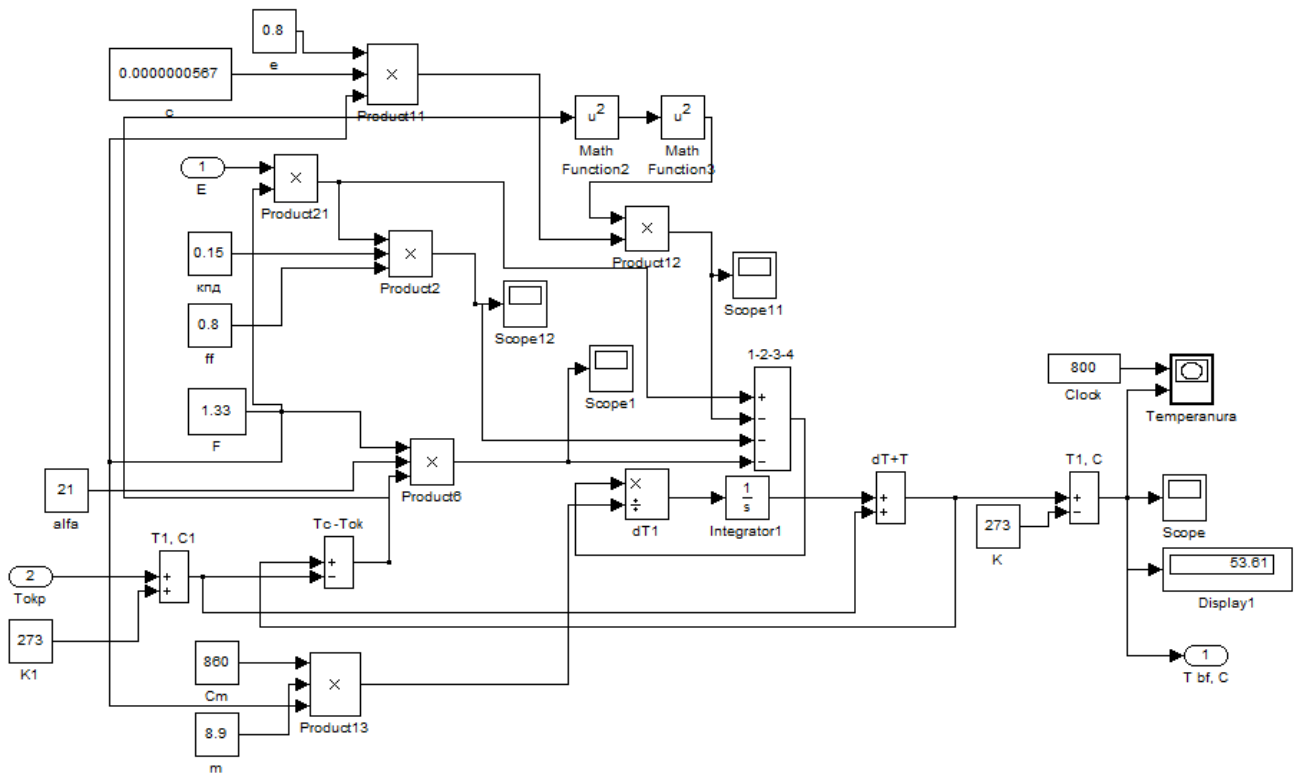 0.8
e
0.0000000567
c
Product11
u2
Math
Function2
u2
Math
Function3
1
E
Product21
0.15
кпд
Product2
Product12
Scope11
0.8
ff
Scope12
1-2-3-4
Scope1
800
Clock
Temperanura
1.33
F
+
−
−
−
Product6
21
alfa
Tc -Tok
+
−
dT1
1
s
Integrator1
dT+T
+
+
T1, C
+
−
273
K
Scope
53.61
Display1
T1, C1
+
+
2
Tokp
273
K1
860
Cm
Product13
8.9
m
1
T bf, C